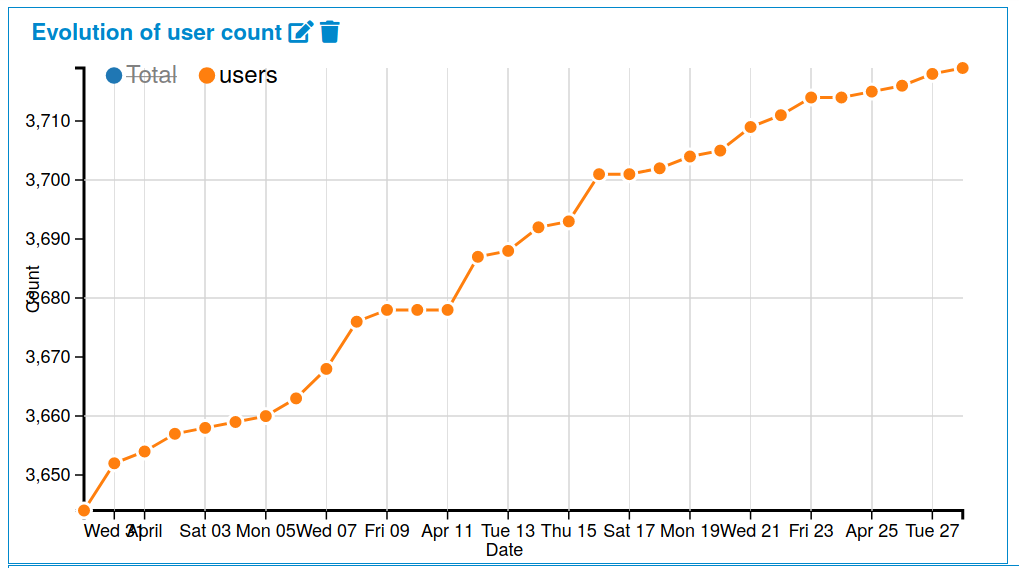 Evolution of user count
Total users
3,710
3,700
3,690
Count
3,680
3,670
3,660
3,650
Wed 31 April Sat 03 Mon 05 Wed 07 Fri 09 Apr 11 Tue 13 Thu 15 Sat 17 Mon 19 Wed 21 Fri 23 Apr 25 Tue 27
Date